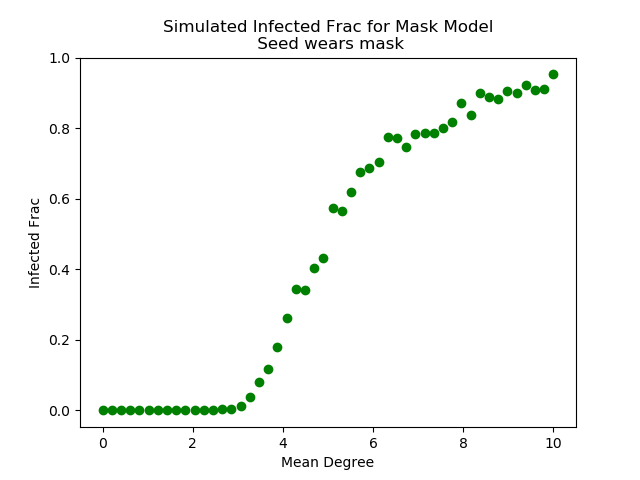 Simulated Infected Frac for Mask Model
Seed wears mask
1.0
0.8
0.6
0.4
0.2
0.0
Infected Frac
0 2 4 6 8 10
Mean Degree